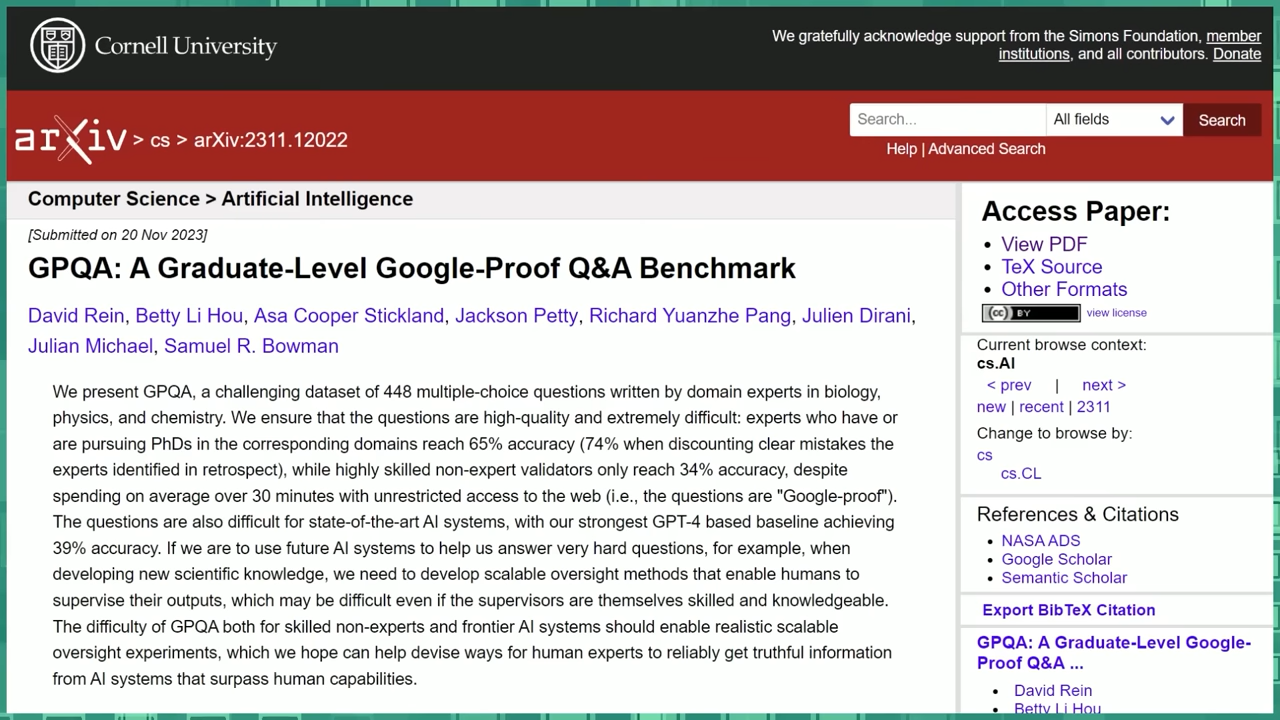 Cornell University
We gratefully acknowledge support from the Simons Foundation, member
institutions, and all contributors. Donate
arXiv > cs > arXiv:2311.12022
Search...
All fields
Search
Help | Advanced Search
Computer Science > Artificial Intelligence
[Submitted on 20 Nov 2023]
GPQA: A Graduate-Level Google-Proof Q&A Benchmark
David Rein, Betty Li Hou, Asa Cooper Stickland, Jackson Petty, Richard Yuanzhe Pang, Julien Dirani,
Julian Michael, Samuel R. Bowman
We present GPQA, a challenging dataset of 448 multiple-choice questions written by domain experts in biology,
physics, and chemistry. We ensure that the questions are high-quality and extremely difficult: experts who have or
are pursuing PhDs in the corresponding domains reach 65% accuracy (74% when discounting clear mistakes the
experts identified in retrospect), while highly skilled non-expert validators only reach 34% accuracy, despite
spending on average over 30 minutes with unrestricted access to the web (i.e., the questions are "Google-proof").
The questions are also difficult for state-of-the-art AI systems, with our strongest GPT-4 based baseline achieving
39% accuracy. If we are to use future AI systems to help us answer very hard questions, for example, when
developing new scientific knowledge, we need to develop scalable oversight methods that enable humans to
supervise their outputs, which may be difficult even if the supervisors are themselves skilled and knowledgeable.
The difficulty of GPQA both for skilled non-experts and frontier AI systems should enable realistic scalable
oversight experiments, which we hope can help devise ways for human experts to reliably get truthful information
from AI systems that surpass human capabilities.
Access Paper:
View PDF
TeX Source
Other Formats
(cc) BY
view license
Current browse context:
cs.AI
< prev | next >
new | recent | 2311
Change to browse by:
cs
cs.CL
References & Citations
NASA ADS
Google Scholar
Semantic Scholar
Export BibTeX Citation
GPQA: A Graduate-Level Google-
Proof Q&A ...
David Rein
Betty Li Hou